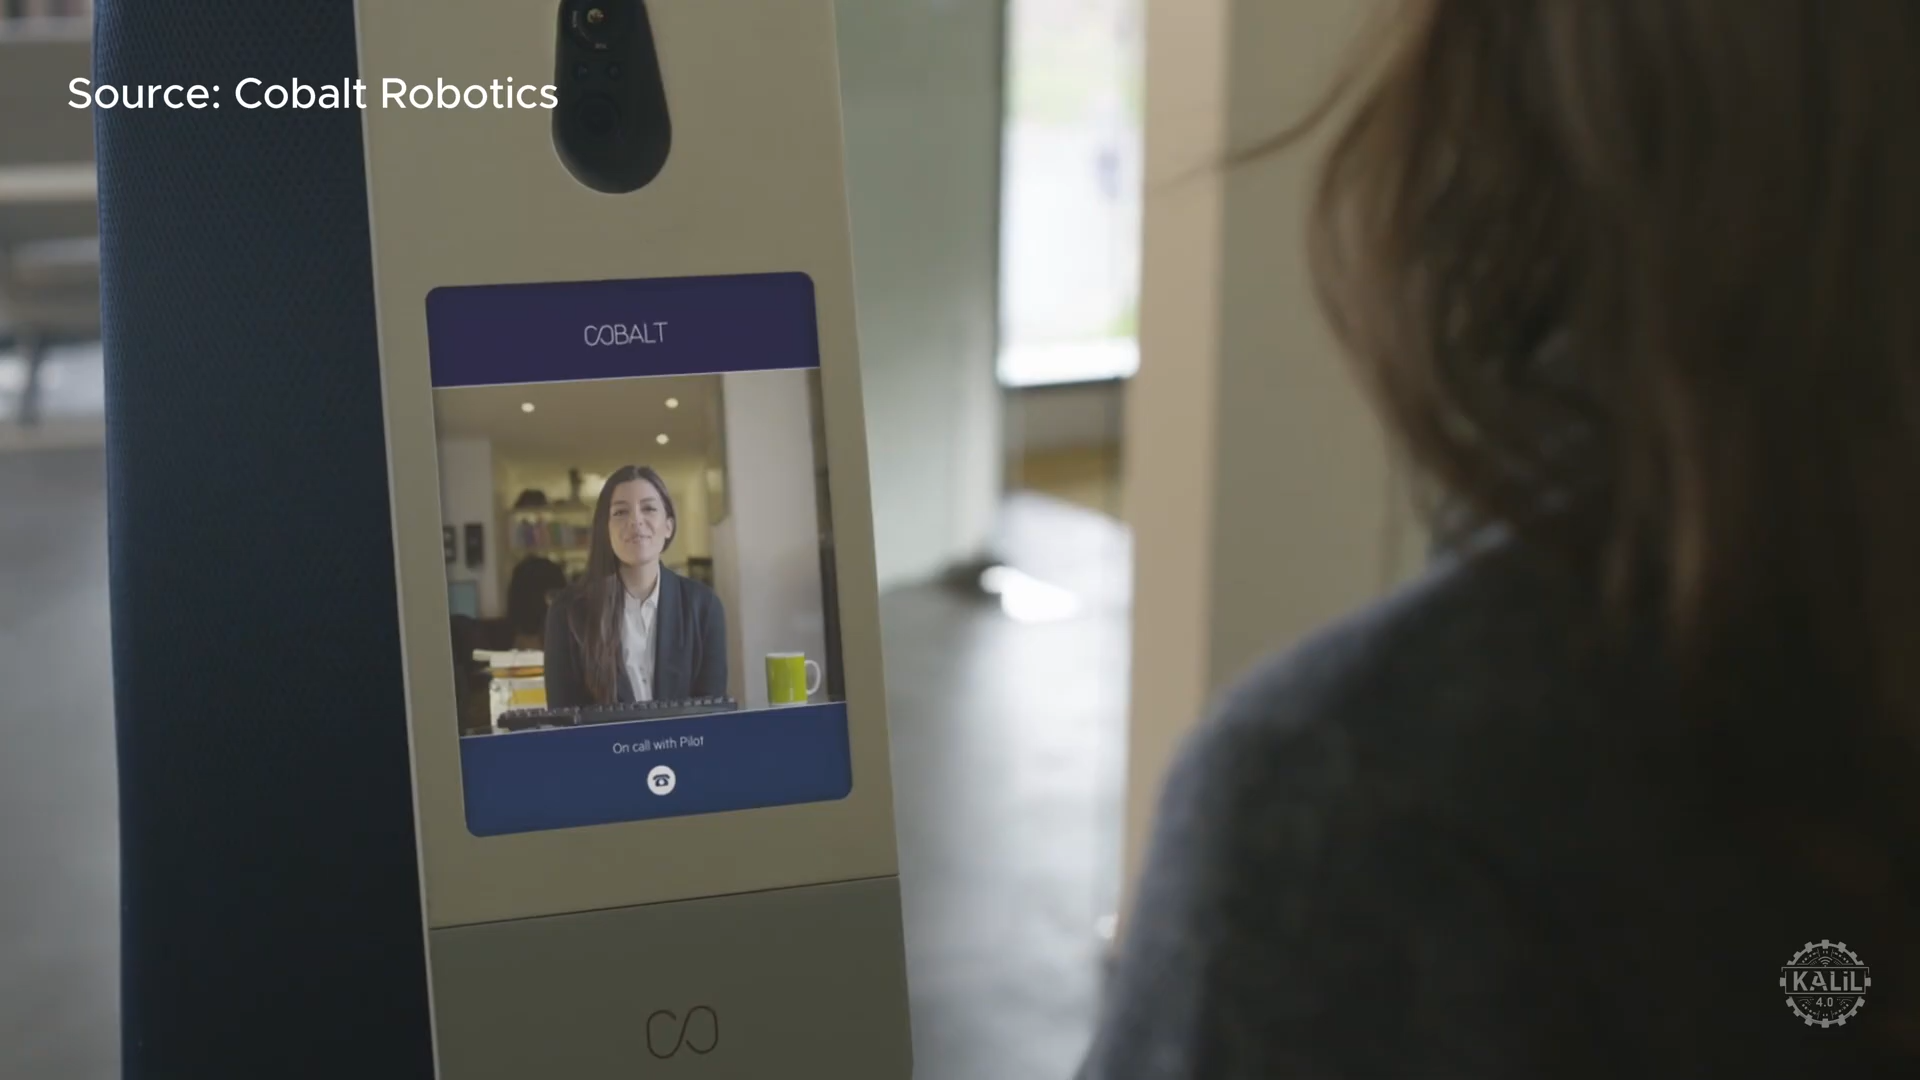 Source: Cobalt Robotics
COBALT
On call with Pilot
KALiL
4.0